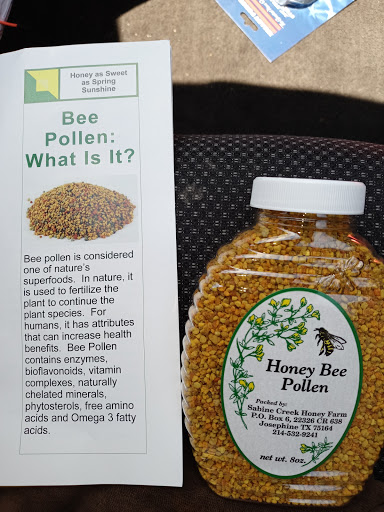 Honey as Sweet
as Spring
Sunshine
Bee
Pollen:
What Is It?
Bee pollen is considered
one of nature's
superfoods. In nature, it
is used to fertilize the
plant to continue the
plant species. For
humans, it has attributes
that can increase health
benefits. Bee Pollen
contains enzymes,
bioflavonoids, vitamin
complexes, naturally
chelated minerals,
phytosterols, free amino
acids and Omega 3 fatty
acids.
Honey Bee
Pollen
Packed by:
Sabine Creek Honey Farm
P.O. Box 6, 22326 CR 638
Josephine TX 75164
214-532-9241
net wt. 8oz.